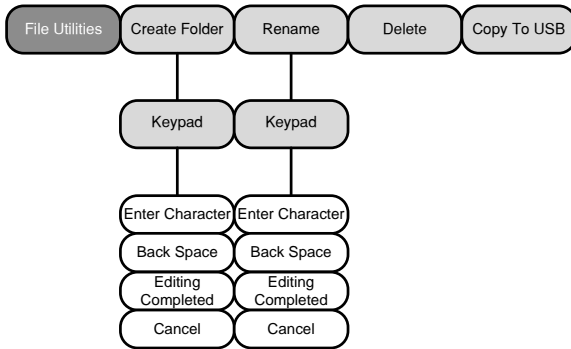 File Utilities Create Folder Rename Delete Copy To USB
Keypad Keypad
Enter Character Enter Character
Back Space Back Space
Editing Editing
Completed Completed
Cancel Cancel